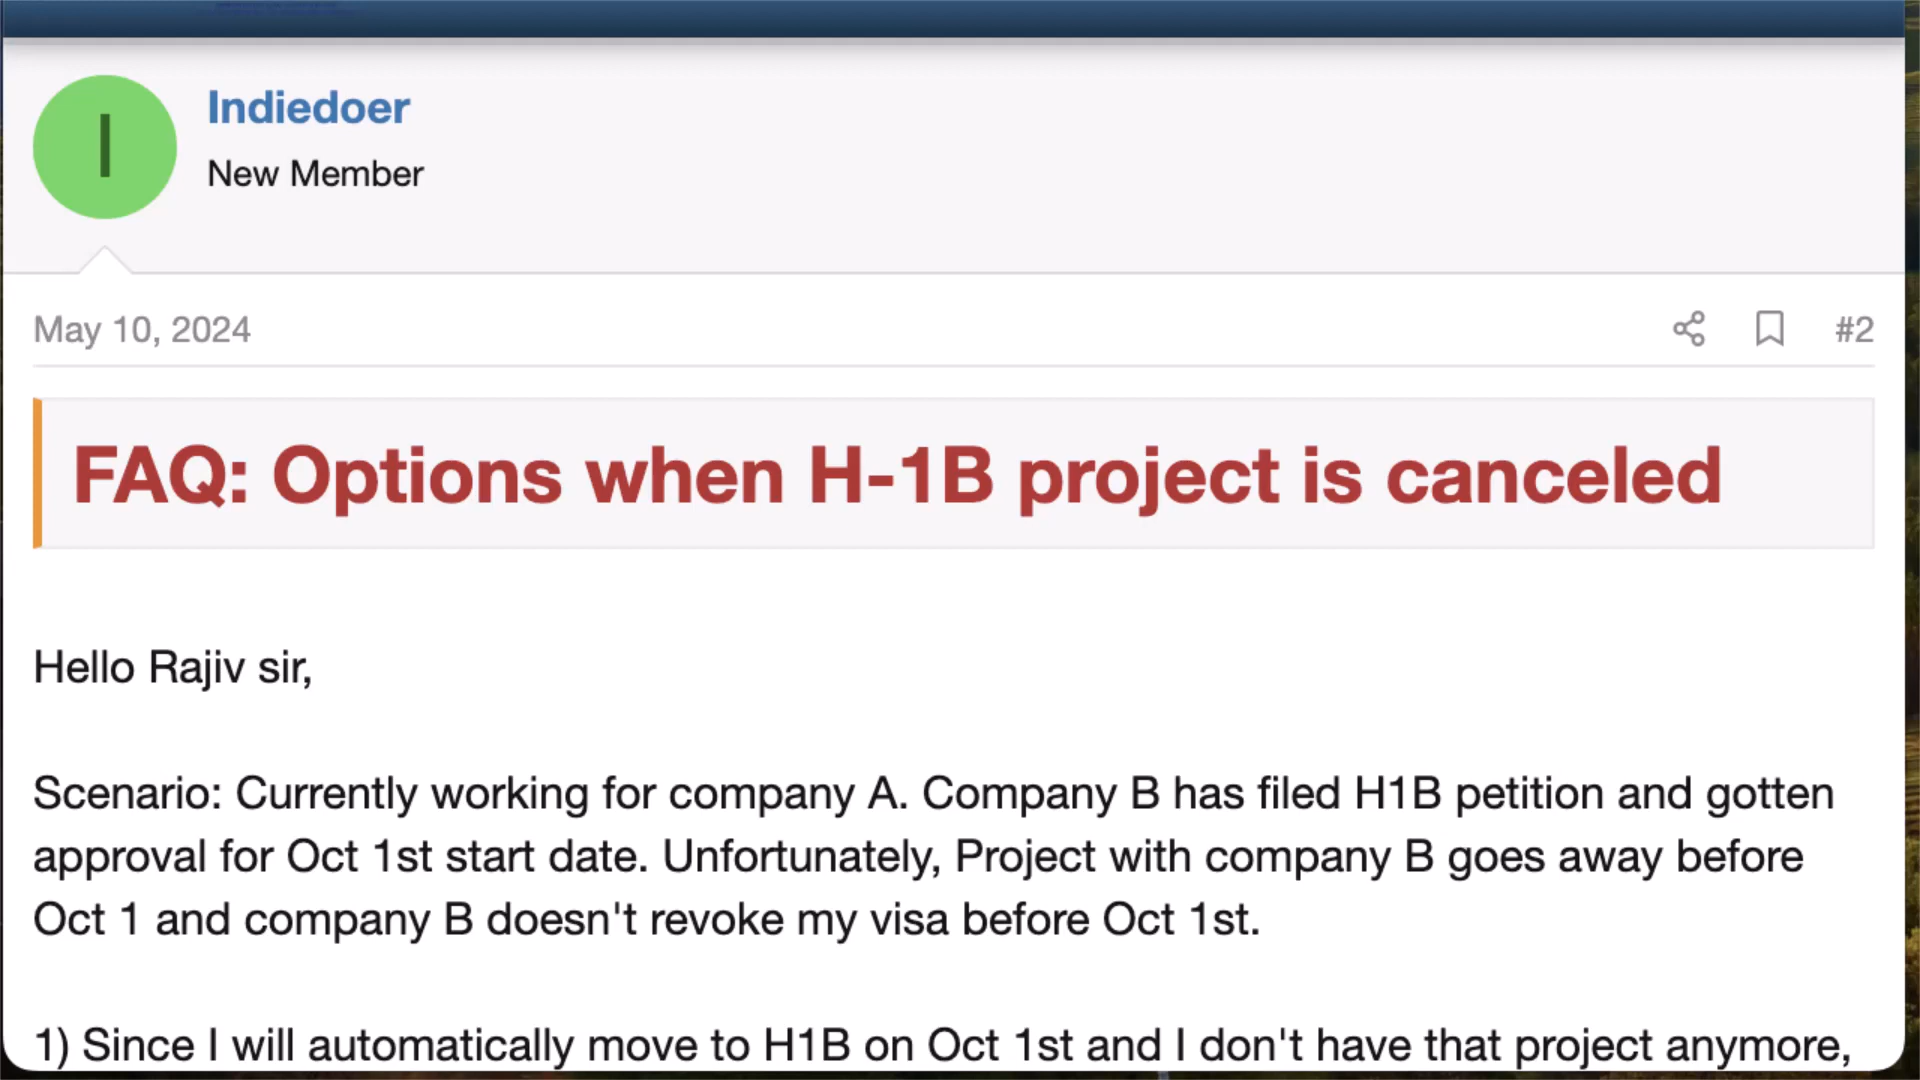 I
Indiedoer
New Member
May 10, 2024
#2
FAQ: Options when H-1B project is canceled
Hello Rajiv sir,
Scenario: Currently working for company A. Company B has filed H1B petition and gotten
approval for Oct 1st start date. Unfortunately, Project with company B goes away before
Oct 1 and company B doesn't revoke my visa before Oct 1st.
1) Since I will automatically move to H1B on Oct 1st and I don't have that project anymore,